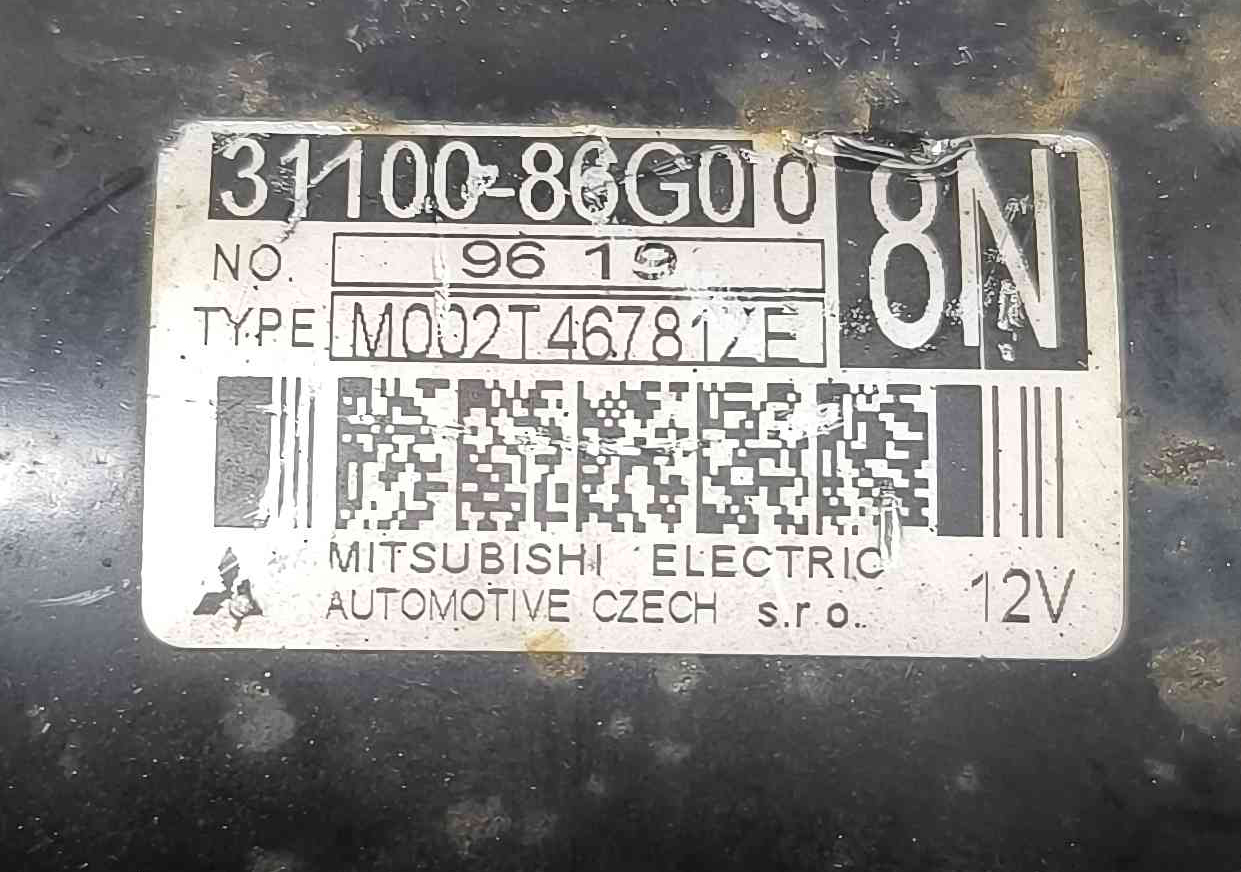 31100-86G00
8N
NO. 96 19
TYPE M002T46781ZE
MITSUBISHI ELECTRIC
AUTOMOTIVE CZECH s.r o.
12V